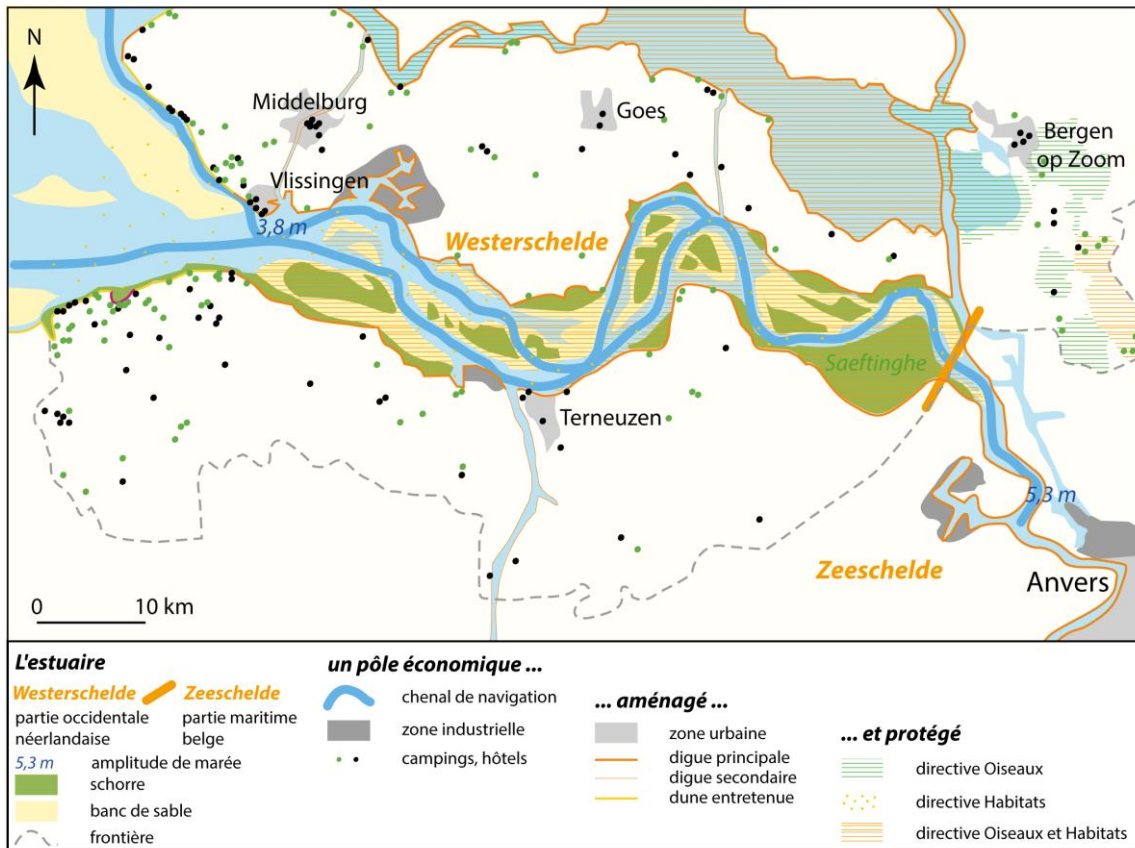 N
Middelburg
Goes
Bergen
op Zoom
Vlissingen
3,8 m
Westerschelde
Saeftinghe
Terneuzen
5,3 m
Zeeschelde
Anvers
0 10 km
L'estuaire
Westerschelde Zeeschelde
partie occidentale partie maritime
néerlandaise belge
5,3 m amplitude de marée
schorre
banc de sable
frontière
un pôle économique ...
chenal de navigation
zone industrielle
campings, hôtels
... aménagé ...
zone urbaine
digue principale
digue secondaire
dune entretenue
... et protégé
directive Oiseaux
directive Habitats
directive Oiseaux et Habitats